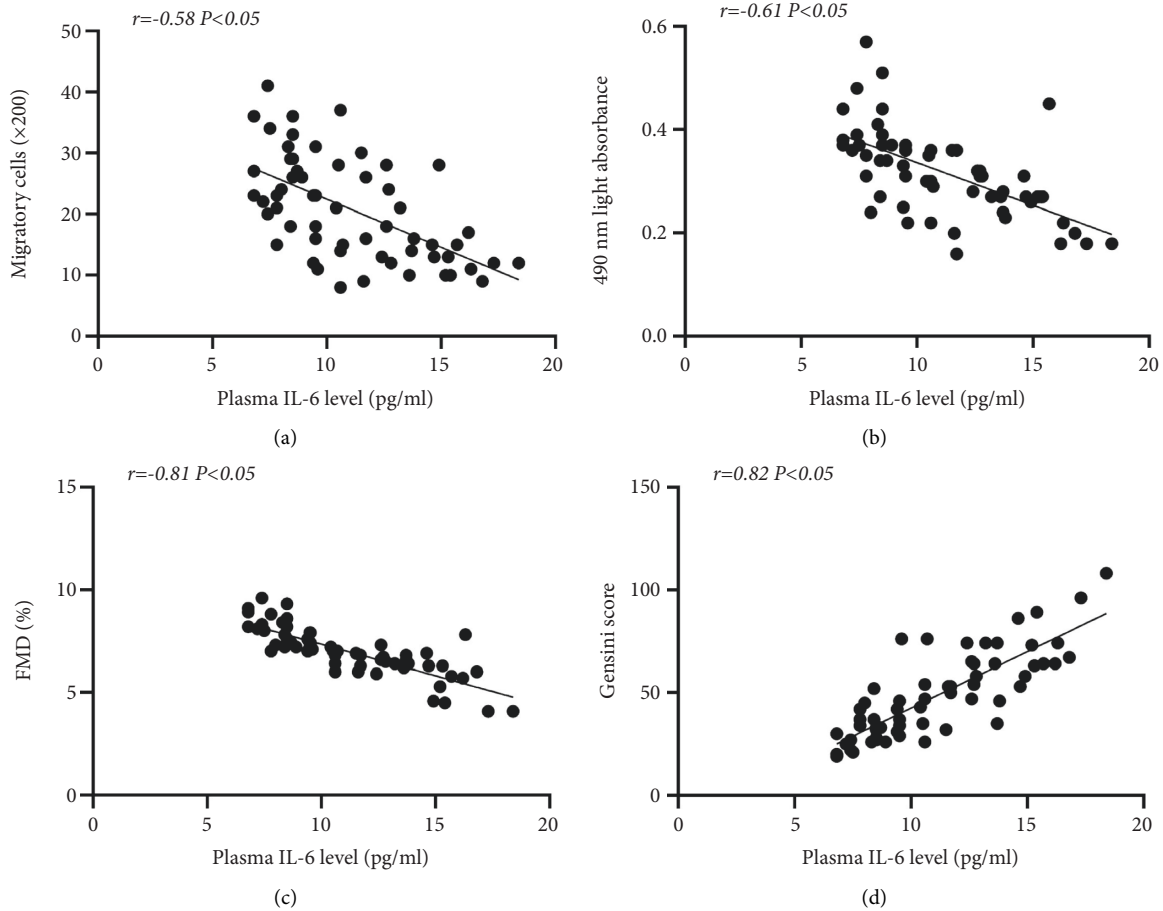 r=-0.58 P<0.05
50
40
30
20
10
0
Migratory cells (×200)
0 5 10 15 20
Plasma IL-6 level (pg/ml)
(a)
r=-0.61 P<0.05
0.6
0.4
0.2
0.0
490 nm light absorbance
0 5 10 15 20
Plasma IL-6 level (pg/ml)
(b)
r=-0.81 P<0.05
15
10
5
0
FMD (%)
0 5 10 15 20
Plasma IL-6 level (pg/ml)
(c)
r=0.82 P<0.05
150
100
50
0
Gensini score
0 5 10 15 20
Plasma IL-6 level (pg/ml)
(d)